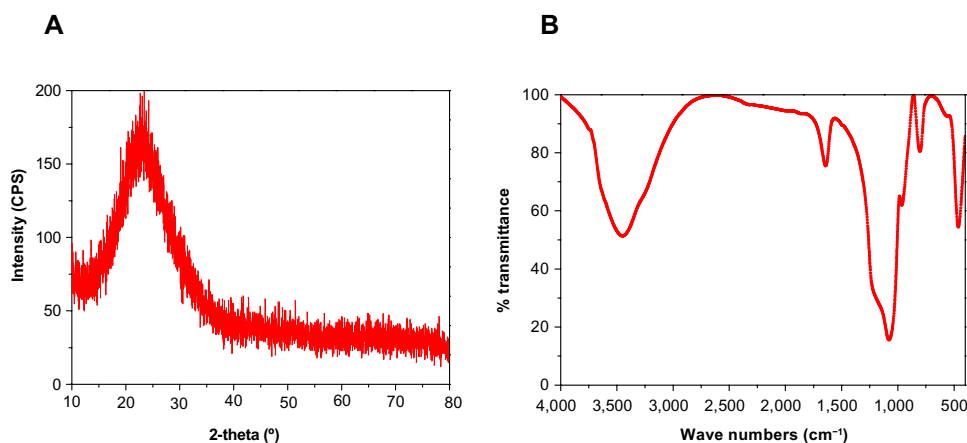 A
B
Intensity (CPS)
200
150
100
50
0
10 20 30 40 50 60 70 80
2-theta (º)
% transmittance
100
80
60
40
20
0
4,000 3,500 3,000 2,500 2,000 1,500 1,000 500
Wave numbers (cm⁻¹)